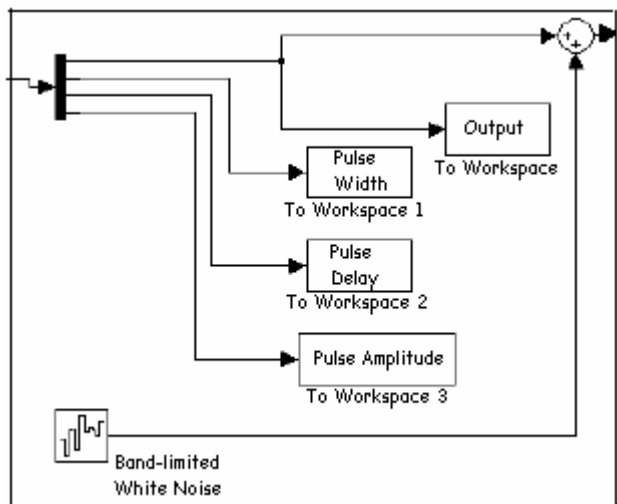 +
+
Output
To Workspace
Pulse
Width
To Workspace 1
Pulse
Delay
To Workspace 2
Pulse Amplitude
To Workspace 3
Band-limited
White Noise